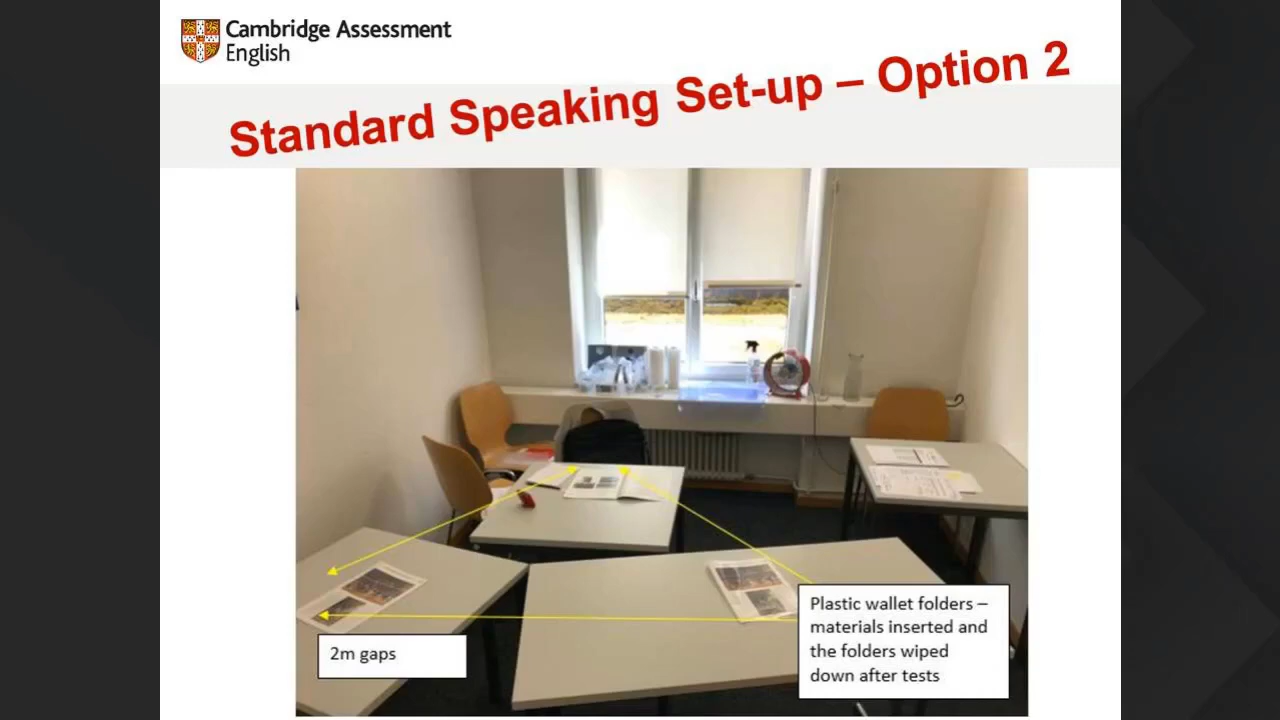 Cambridge Assessment
English
Standard Speaking Set-up – Option 2
2m gaps
Plastic wallet folders –
materials inserted and
the folders wiped
down after tests